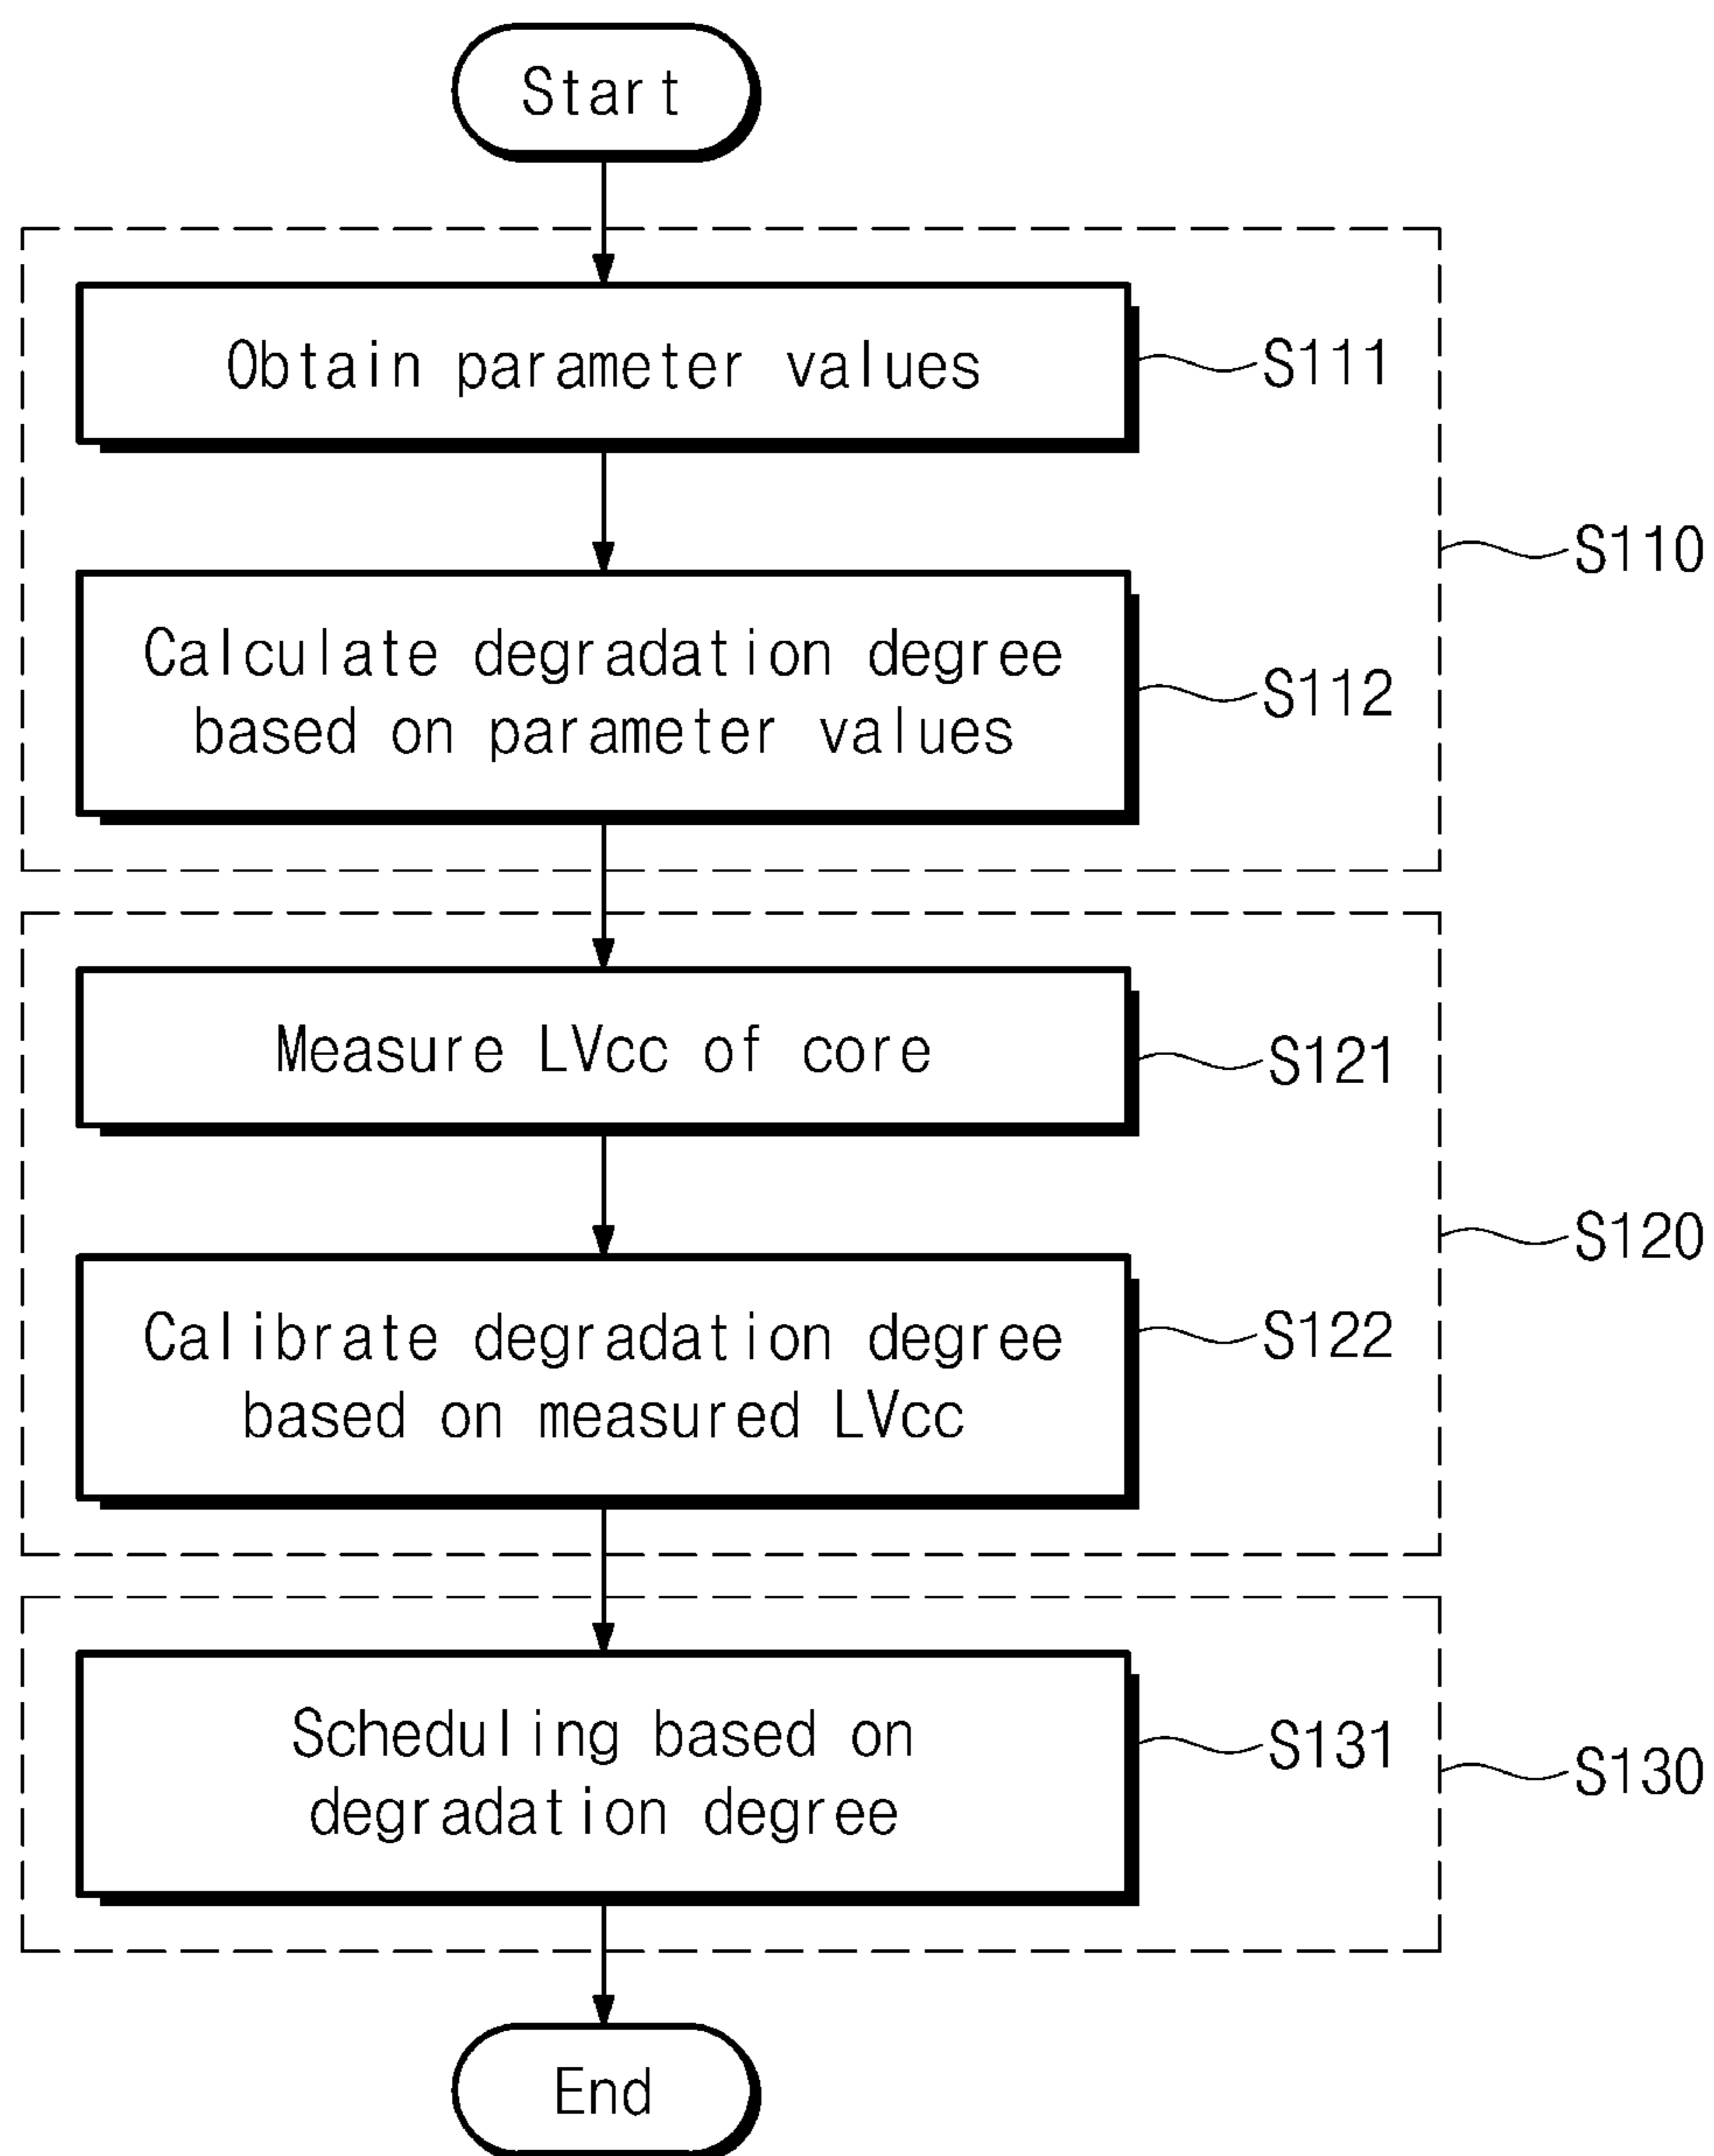 Start
Obtain parameter values
S111
S110
Calculate degradation degree
based on parameter values
S112
Measure LVcc of core
S121
S120
Calibrate degradation degree
based on measured LVcc
S122
Scheduling based on
degradation degree
S131
S130
End